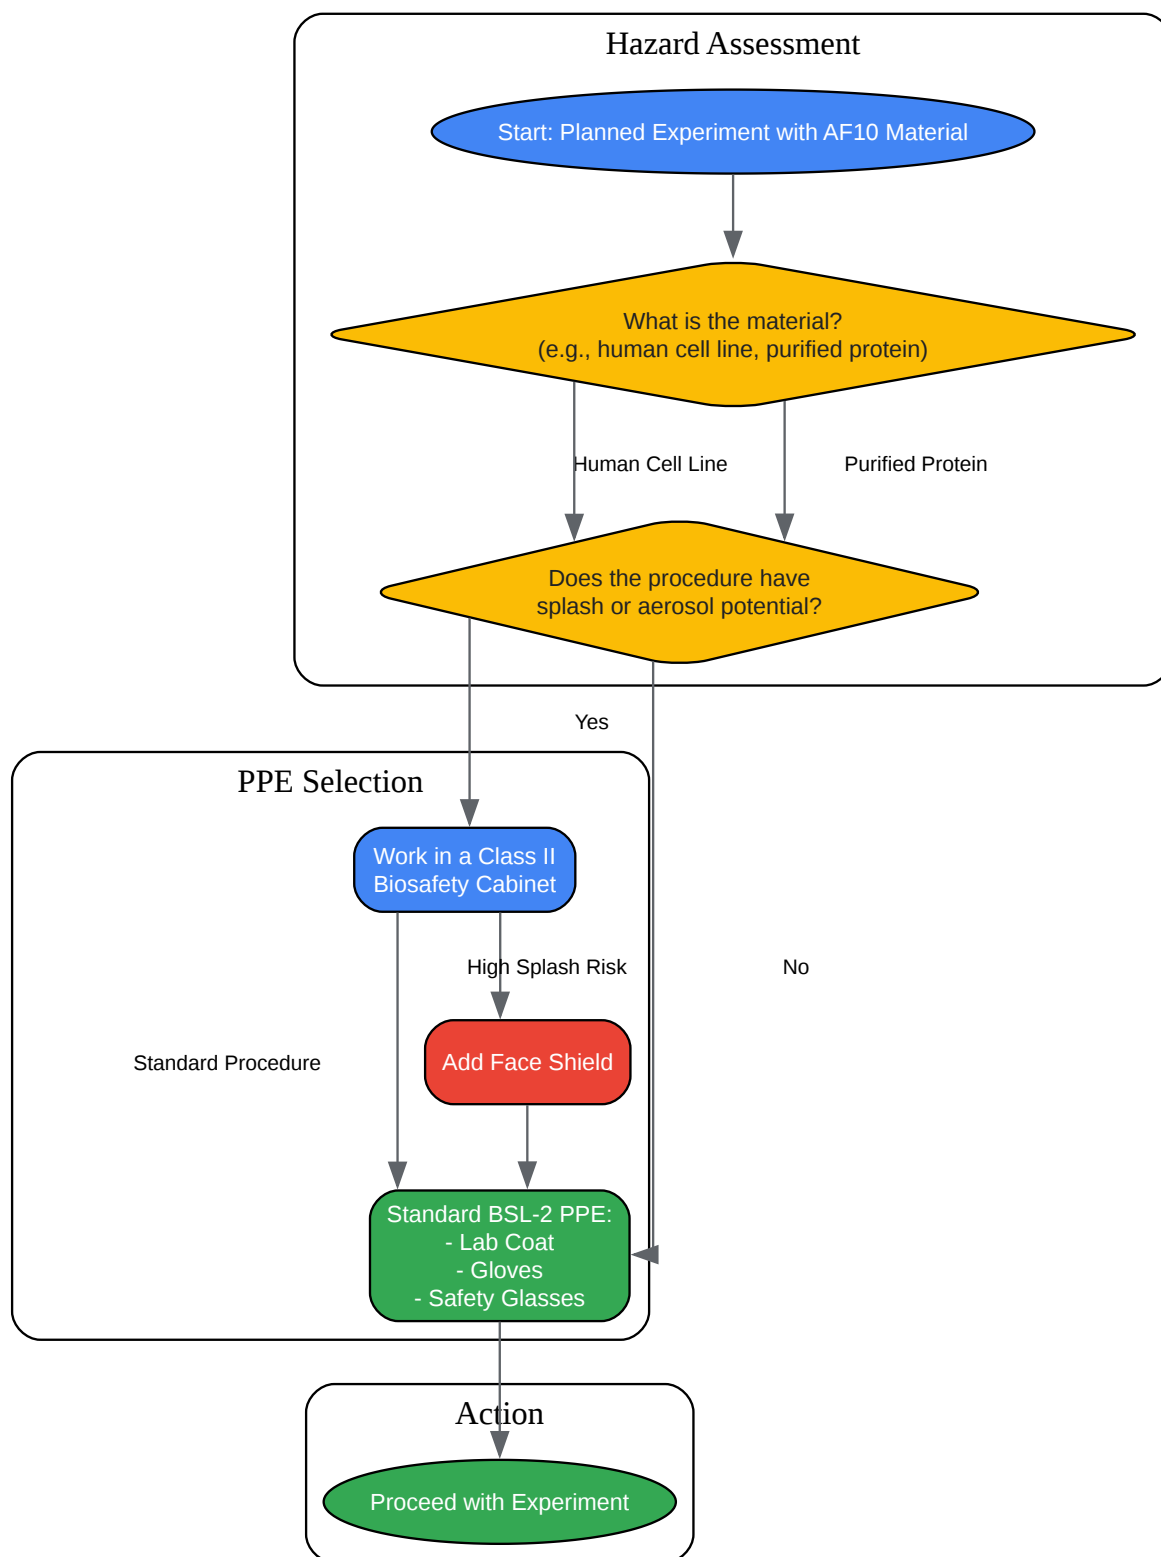 Hazard Assessment
Start: Planned Experiment with AF10 Material
What is the material?
(e.g., human cell line, purified protein)
Human Cell Line
Purified Protein
Does the procedure have
splash or aerosol potential?
Yes
PPE Selection
Work in a Class II
Biosafety Cabinet
High Splash Risk
No
Standard Procedure
Add Face Shield
Standard BSL-2 PPE:
- Lab Coat
- Gloves
- Safety Glasses
Action
Proceed with Experiment